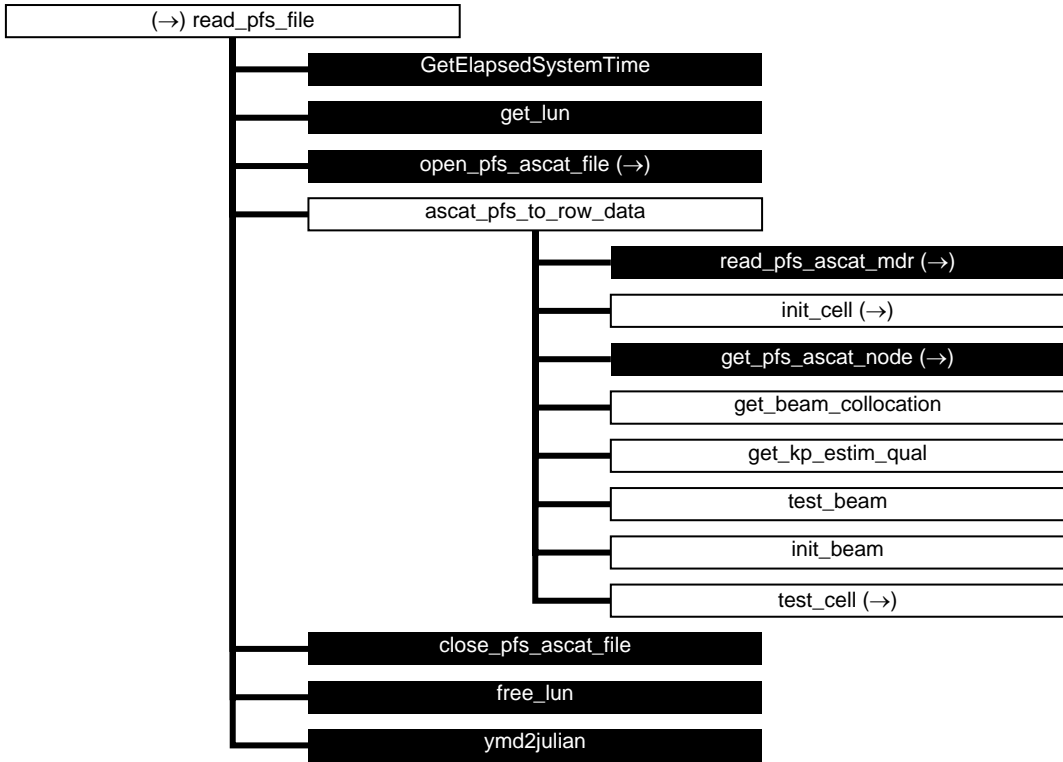 (→) read_pfs_file
GetElapsedSystemTime
get_lun
open_pfs_ascat_file (→)
ascat_pfs_to_row_data
read_pfs_ascat_mdr (→)
init_cell (→)
get_pfs_ascat_node (→)
get_beam_collocation
get_kp_estim_qual
test_beam
init_beam
test_cell (→)
close_pfs_ascat_file
free_lun
ymd2julian